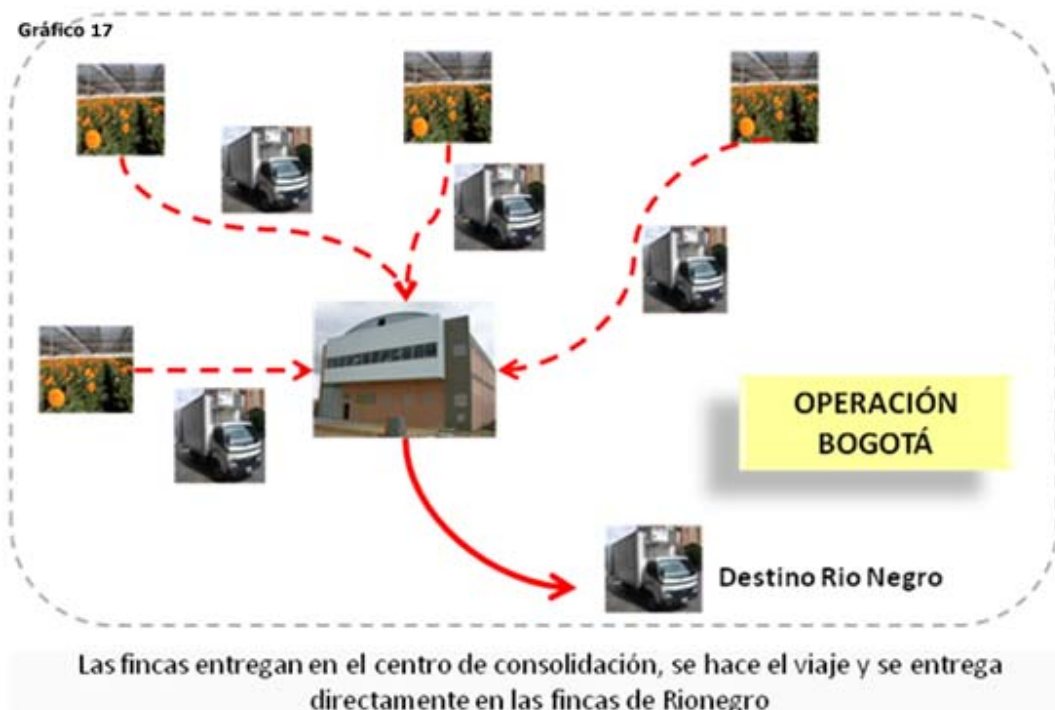 Gráfico 17
OPERACIÓN
BOGOTÁ
Destino Rio Negro
Las fincas entregan en el centro de consolidación, se hace el viaje y se entrega
directamente en las fincas de Rionegro